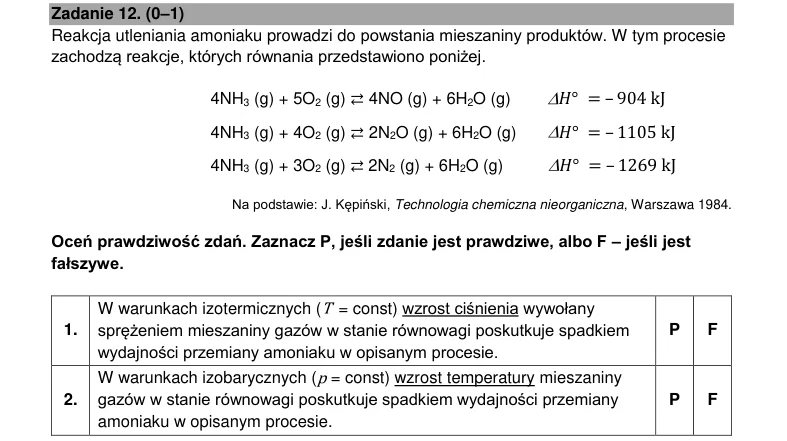 Zadanie 12. (0–1)
Reakcja utleniania amoniaku prowadzi do powstania mieszaniny produktów. W tym procesie
zachodzą reakcje, których równania przedstawiono poniżej.
4NH₃ (g) + 5O₂ (g) ⇄ 4NO (g) + 6H₂O (g) ΔH° = – 904 kJ
4NH₃ (g) + 4O₂ (g) ⇄ 2N₂O (g) + 6H₂O (g) ΔH° = – 1105 kJ
4NH₃ (g) + 3O₂ (g) ⇄ 2N₂ (g) + 6H₂O (g) ΔH° = – 1269 kJ
Na podstawie: J. Kępiński, Technologia chemiczna nieorganiczna, Warszawa 1984.
Oceń prawdziwość zdań. Zaznacz P, jeśli zdanie jest prawdziwe, albo F – jeśli jest
fałszywe.
W warunkach izotermicznych (T = const) wzrost ciśnienia wywołany
1. sprężeniem mieszaniny gazów w stanie równowagi poskutkuje spadkiem P F
wydajności przemiany amoniaku w opisanym procesie.
W warunkach izobarycznych (p = const) wzrost temperatury mieszaniny
2. gazów w stanie równowagi poskutkuje spadkiem wydajności przemiany P F
amoniaku w opisanym procesie.